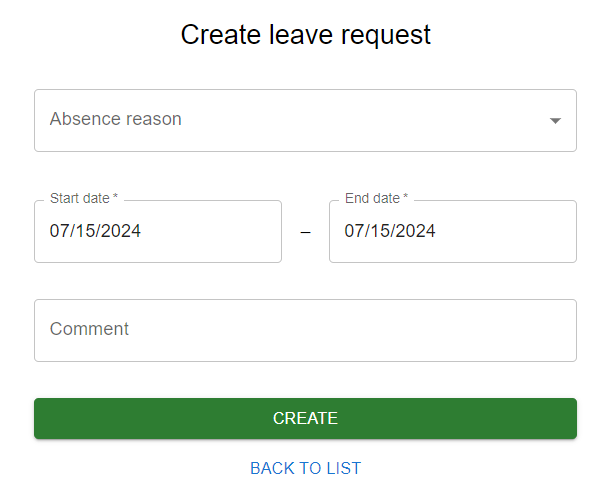 Create leave request
Absence reason
Start date *
End date *
07/15/2024 – 07/15/2024
Comment
CREATE
BACK TO LIST